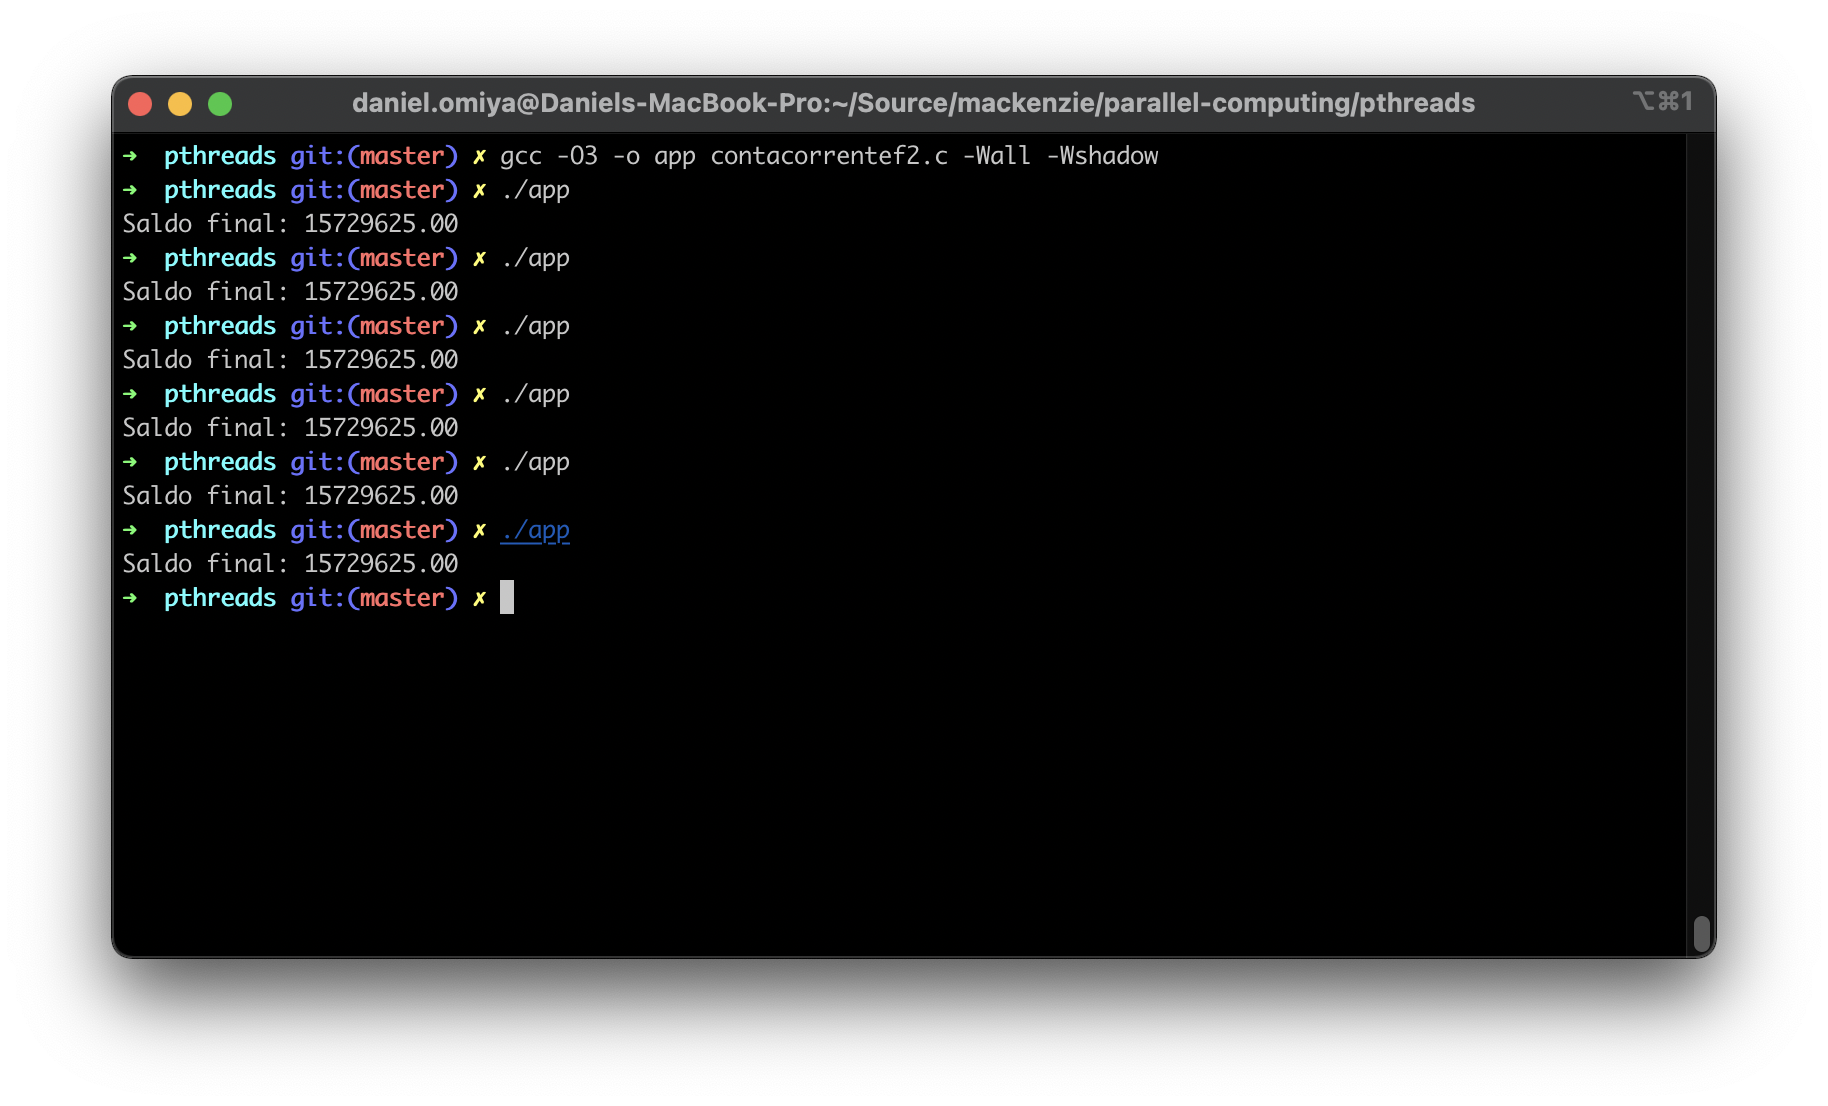 daniel.omiya@Daniels-MacBook-Pro:~/Source/mackenzie/parallel-computing/pthreads ⌥⌘1
➜ pthreads git:(master) ✗ gcc -O3 -o app contacorrentef2.c -Wall -Wshadow
➜ pthreads git:(master) ✗ ./app
Saldo final: 15729625.00
➜ pthreads git:(master) ✗ ./app
Saldo final: 15729625.00
➜ pthreads git:(master) ✗ ./app
Saldo final: 15729625.00
➜ pthreads git:(master) ✗ ./app
Saldo final: 15729625.00
➜ pthreads git:(master) ✗ ./app
Saldo final: 15729625.00
➜ pthreads git:(master) ✗ ./app
Saldo final: 15729625.00
➜ pthreads git:(master) ✗